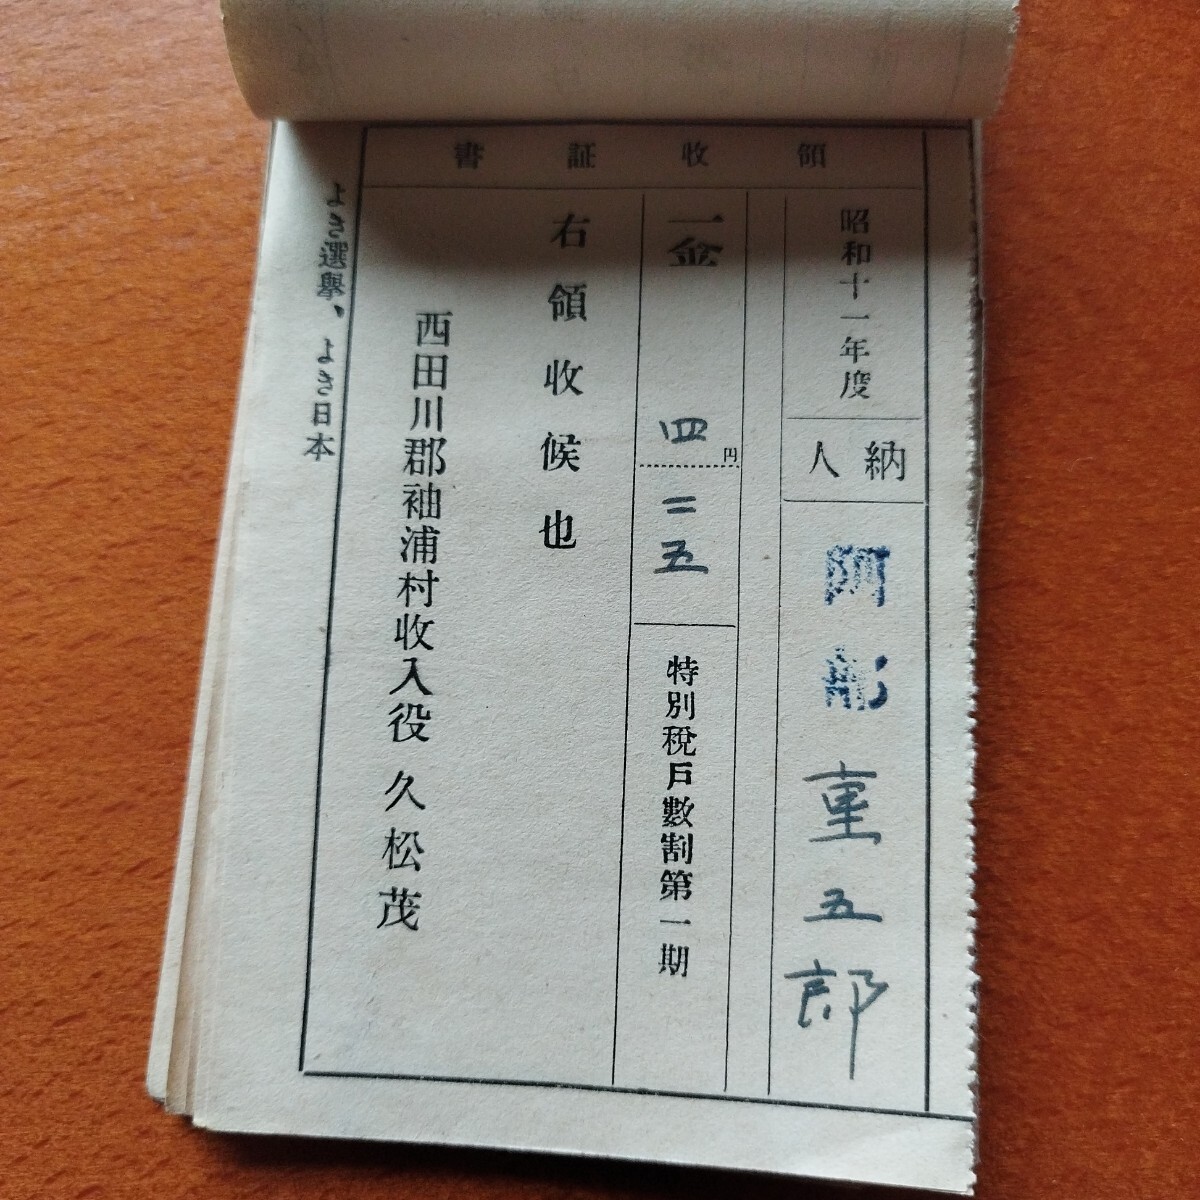 領收証書
昭和十一年度
納人
阿部重五郎
一金
円
四二五
特別税戸數割第一期
右領收候也
西田川郡袖浦村收入役 久松茂
よき選擧、よき日本